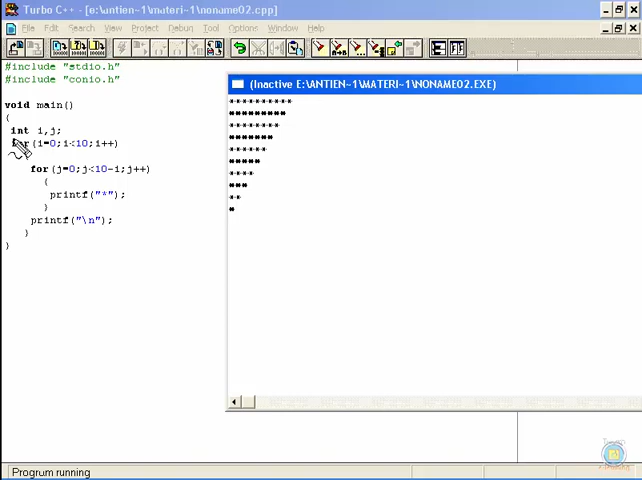 Turbo C++ - [e:\antien~1\materi~1\noname02.cpp]
File Edit Search View Project Debug Tool Options Window Help
#include "stdio.h"
#include "conio.h"
void main()
{
int i,j;
for(i=0;i<10;i++)
for(j=0;j<10-i;j++)
{
printf("*");
}
printf("\n");
}
}
(Inactive E:\ANTIEN~1\MATERI~1\NONAME02.EXE)
**********
*********
********
*******
******
*****
****
***
**
*
Program running